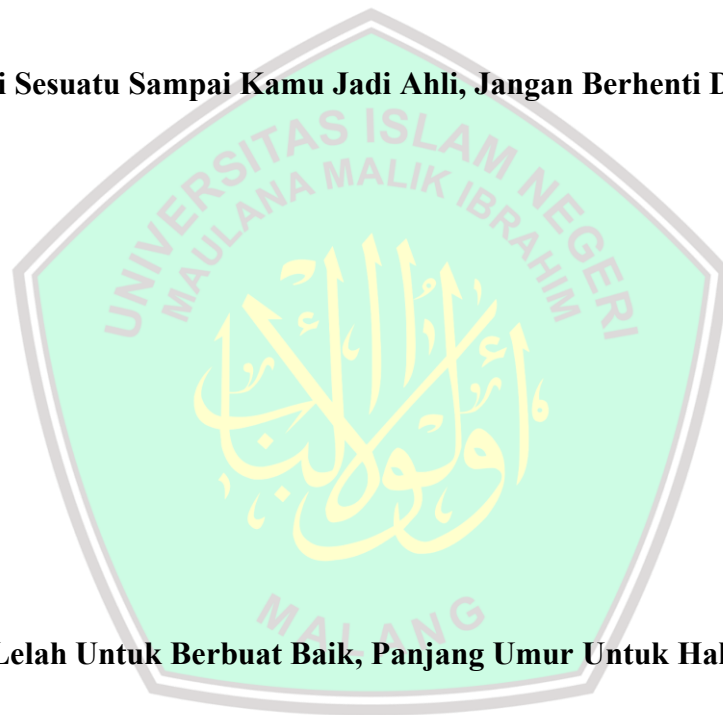 i Sesuatu Sampai Kamu Jadi Ahli, Jangan Berhenti D
UNIVERSITAS ISLAM NEGERI
MAULANA MALIK IBRAHIM
أولو الألباب
MALANG
Lelah Untuk Berbuat Baik, Panjang Umur Untuk Hal